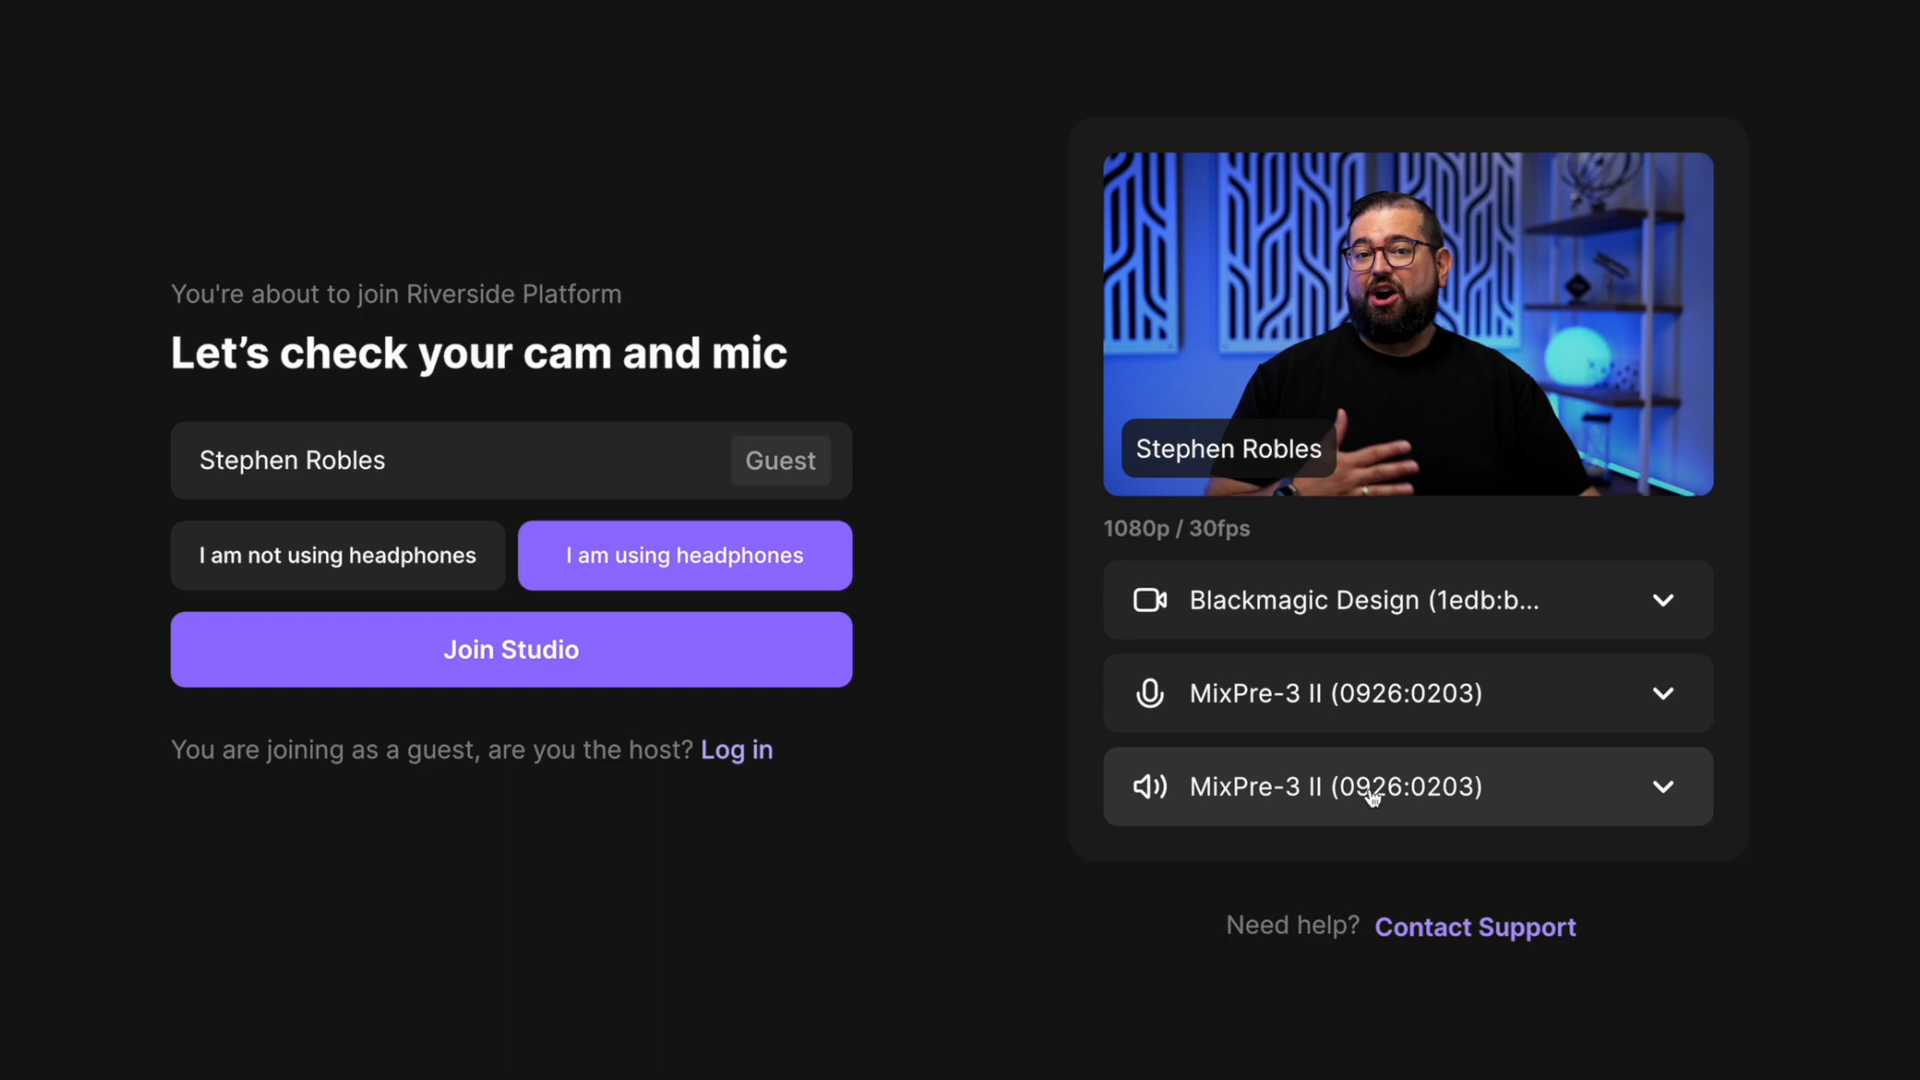 You're about to join Riverside Platform
Let's check your cam and mic
Stephen Robles
Guest
I am not using headphones
I am using headphones
Join Studio
You are joining as a guest, are you the host? Log in
Stephen Robles
1080p / 30fps
Blackmagic Design (1edb:b...
MixPre-3 II (0926:0203)
MixPre-3 II (0926:0203)
Need help? Contact Support